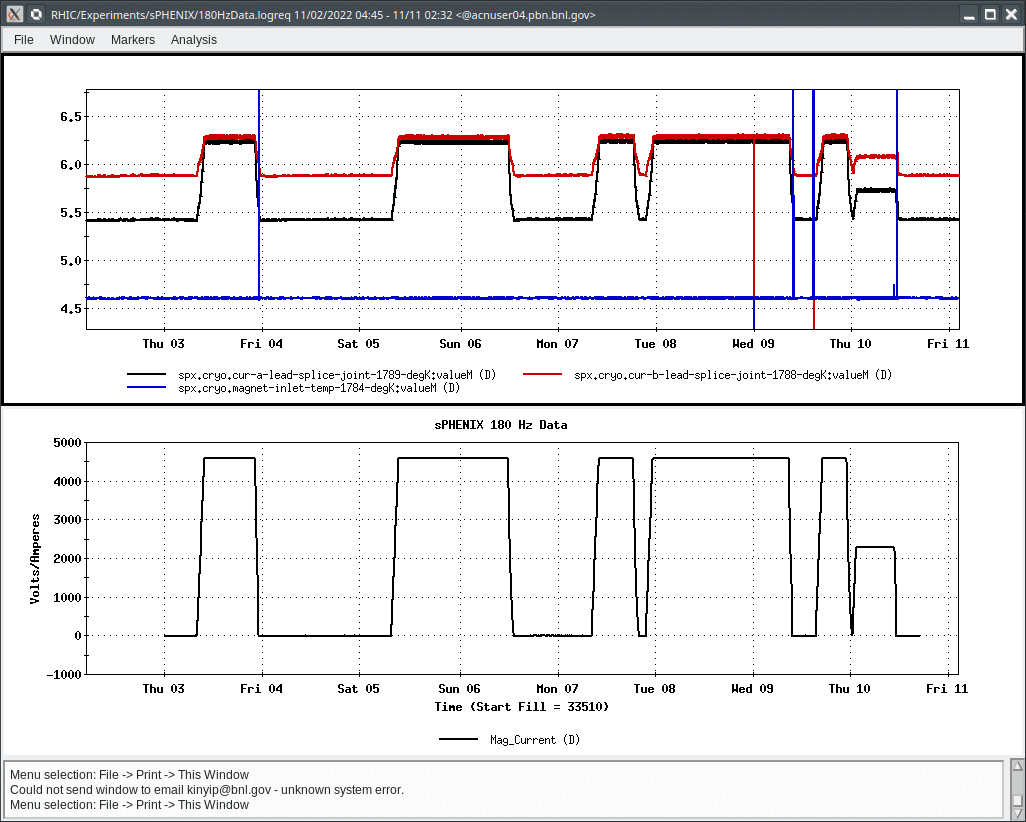 RHIC/Experiments/sPHENIX/180HzData.logreq 11/02/2022 04:45 - 11/11 02:32 <@acnuser04.pbn.bnl.gov>
File Window Markers Analysis
6.5
6.0
5.5
5.0
4.5
Thu 03 Fri 04 Sat 05 Sun 06 Mon 07 Tue 08 Wed 09 Thu 10 Fri 11
spx.cryo.cur-a-lead-splice-joint-1789-degK:valueM (D) spx.cryo.cur-b-lead-splice-joint-1788-degK:valueM (D)
spx.cryo.magnet-inlet-temp-1784-degK:valueM (D)
sPHENIX 180 Hz Data
Volts/Amperes
5000
4000
3000
2000
1000
0
-1000
Thu 03 Fri 04 Sat 05 Sun 06 Mon 07 Tue 08 Wed 09 Thu 10 Fri 11
Time (Start Fill = 33510)
Mag_Current (D)
Menu selection: File -> Print -> This Window
Could not send window to email kinyip@bnl.gov - unknown system error.
Menu selection: File -> Print -> This Window